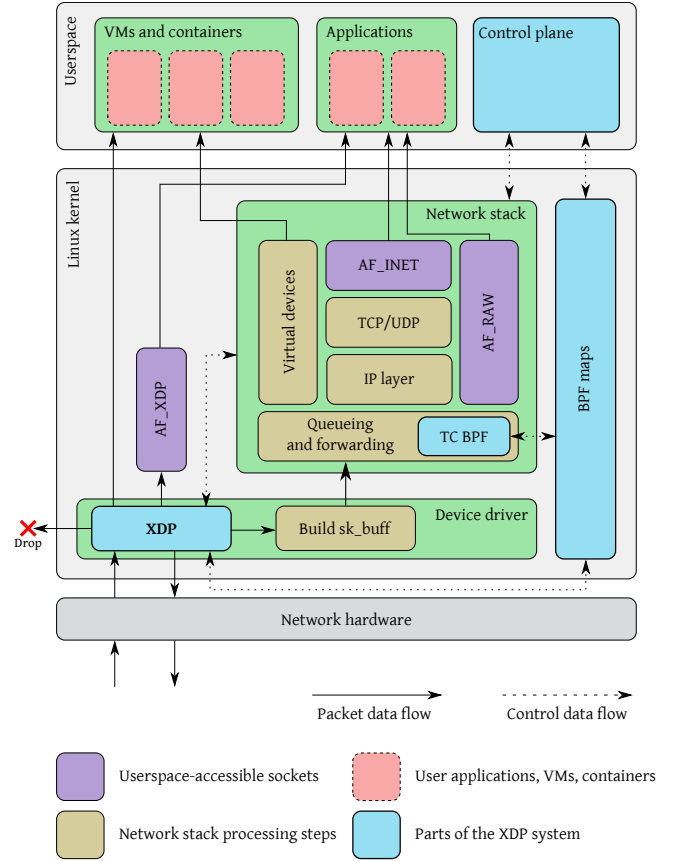 Userspace
VMs and containers
Applications
Control plane
Linux kernel
Network stack
Virtual devices
AF_INET
TCP/UDP
IP layer
AF_RAW
BPF maps
AF_XDP
Queueing
and forwarding
TC BPF
Device driver
XDP
Build sk_buff
Drop
Network hardware
Packet data flow
Control data flow
Userspace-accessible sockets
User applications, VMs, containers
Network stack processing steps
Parts of the XDP system